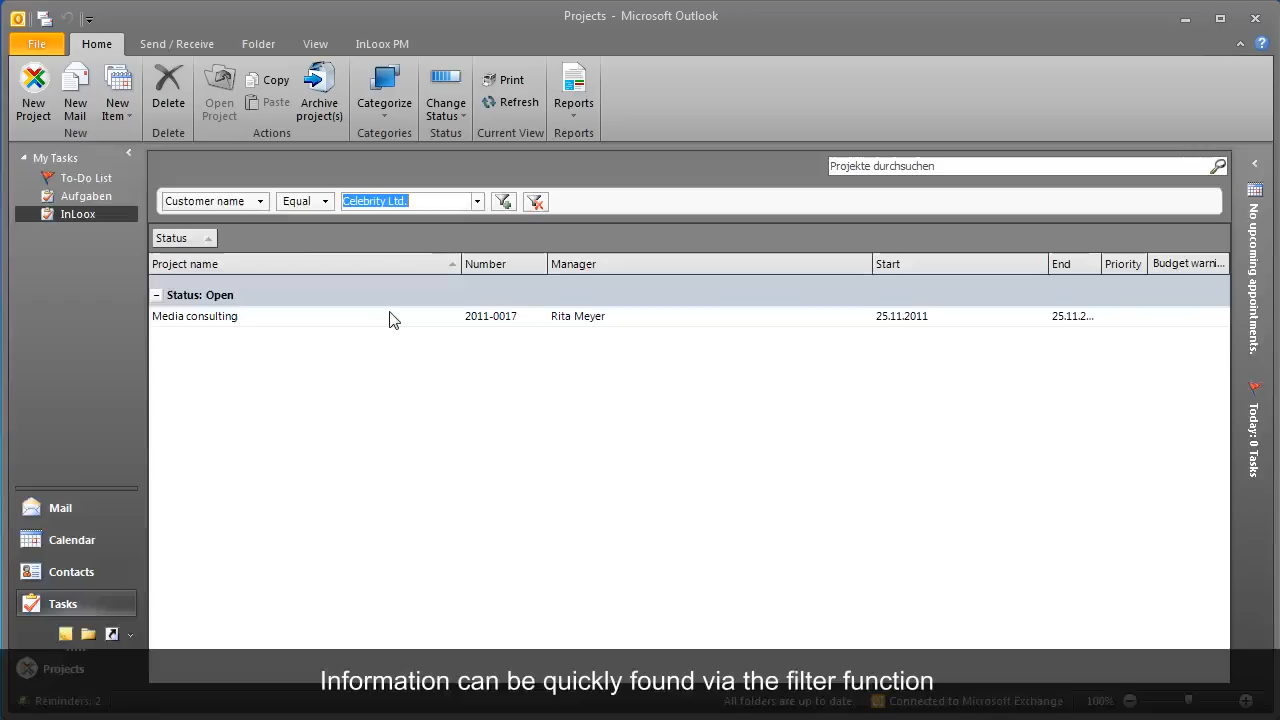 Projects - Microsoft Outlook
File Home Send / Receive Folder View InLoox PM
New Project
New Mail
New Item
New
Delete
Delete
Open Project
Copy
Paste
Archive project(s)
Actions
Categorize
Categories
Change Status
Status
Print
Refresh
Current View
Reports
Reports
My Tasks
To-Do List
Aufgaben
InLoox
Projekte durchsuchen
Customer name Equal Celebrity Ltd.
Status
Project name Number Manager Start End Priority Budget warni...
Status: Open
Media consulting 2011-0017 Rita Meyer 25.11.2011 25.11.2...
No upcoming appointments.
Today: 0 Tasks
Mail
Calendar
Contacts
Tasks
Projects
Information can be quickly found via the filter function
Reminders: 2 All folders are up to date. Connected to Microsoft Exchange 100%